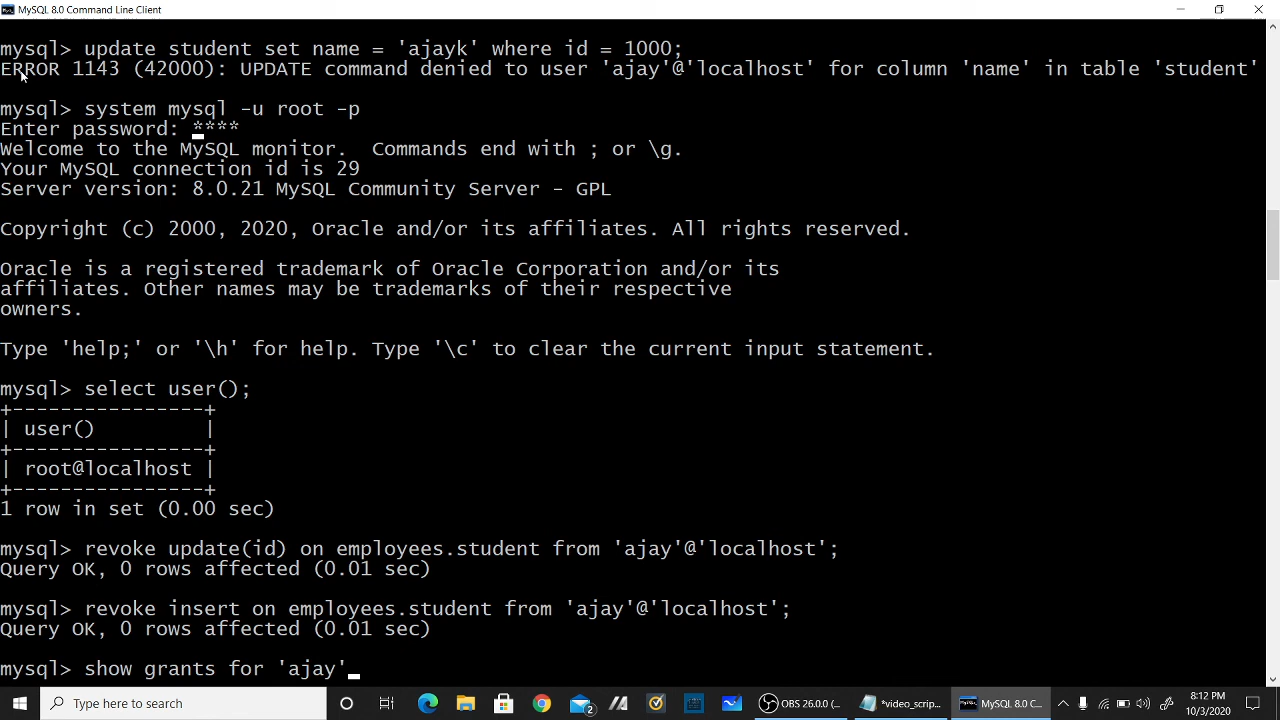 MySQL 8.0 Command Line Client
mysql> update student set name = 'ajayk' where id = 1000;
ERROR 1143 (42000): UPDATE command denied to user 'ajay'@'localhost' for column 'name' in table 'student'
mysql> system mysql -u root -p
Enter password: ****
Welcome to the MySQL monitor.  Commands end with ; or \g.
Your MySQL connection id is 29
Server version: 8.0.21 MySQL Community Server - GPL
Copyright (c) 2000, 2020, Oracle and/or its affiliates. All rights reserved.
Oracle is a registered trademark of Oracle Corporation and/or its
affiliates. Other names may be trademarks of their respective
owners.
Type 'help;' or '\h' for help. Type '\c' to clear the current input statement.
mysql> select user();
+----------------+
| user()         |
+----------------+
| root@localhost |
+----------------+
1 row in set (0.00 sec)
mysql> revoke update(id) on employees.student from 'ajay'@'localhost';
Query OK, 0 rows affected (0.01 sec)
mysql> revoke insert on employees.student from 'ajay'@'localhost';
Query OK, 0 rows affected (0.01 sec)
mysql> show grants for 'ajay'
Type here to search
2
OBS 26.0.0 (...
*video_scrip...
MySQL 8.0 C...
8:12 PM
10/3/2020